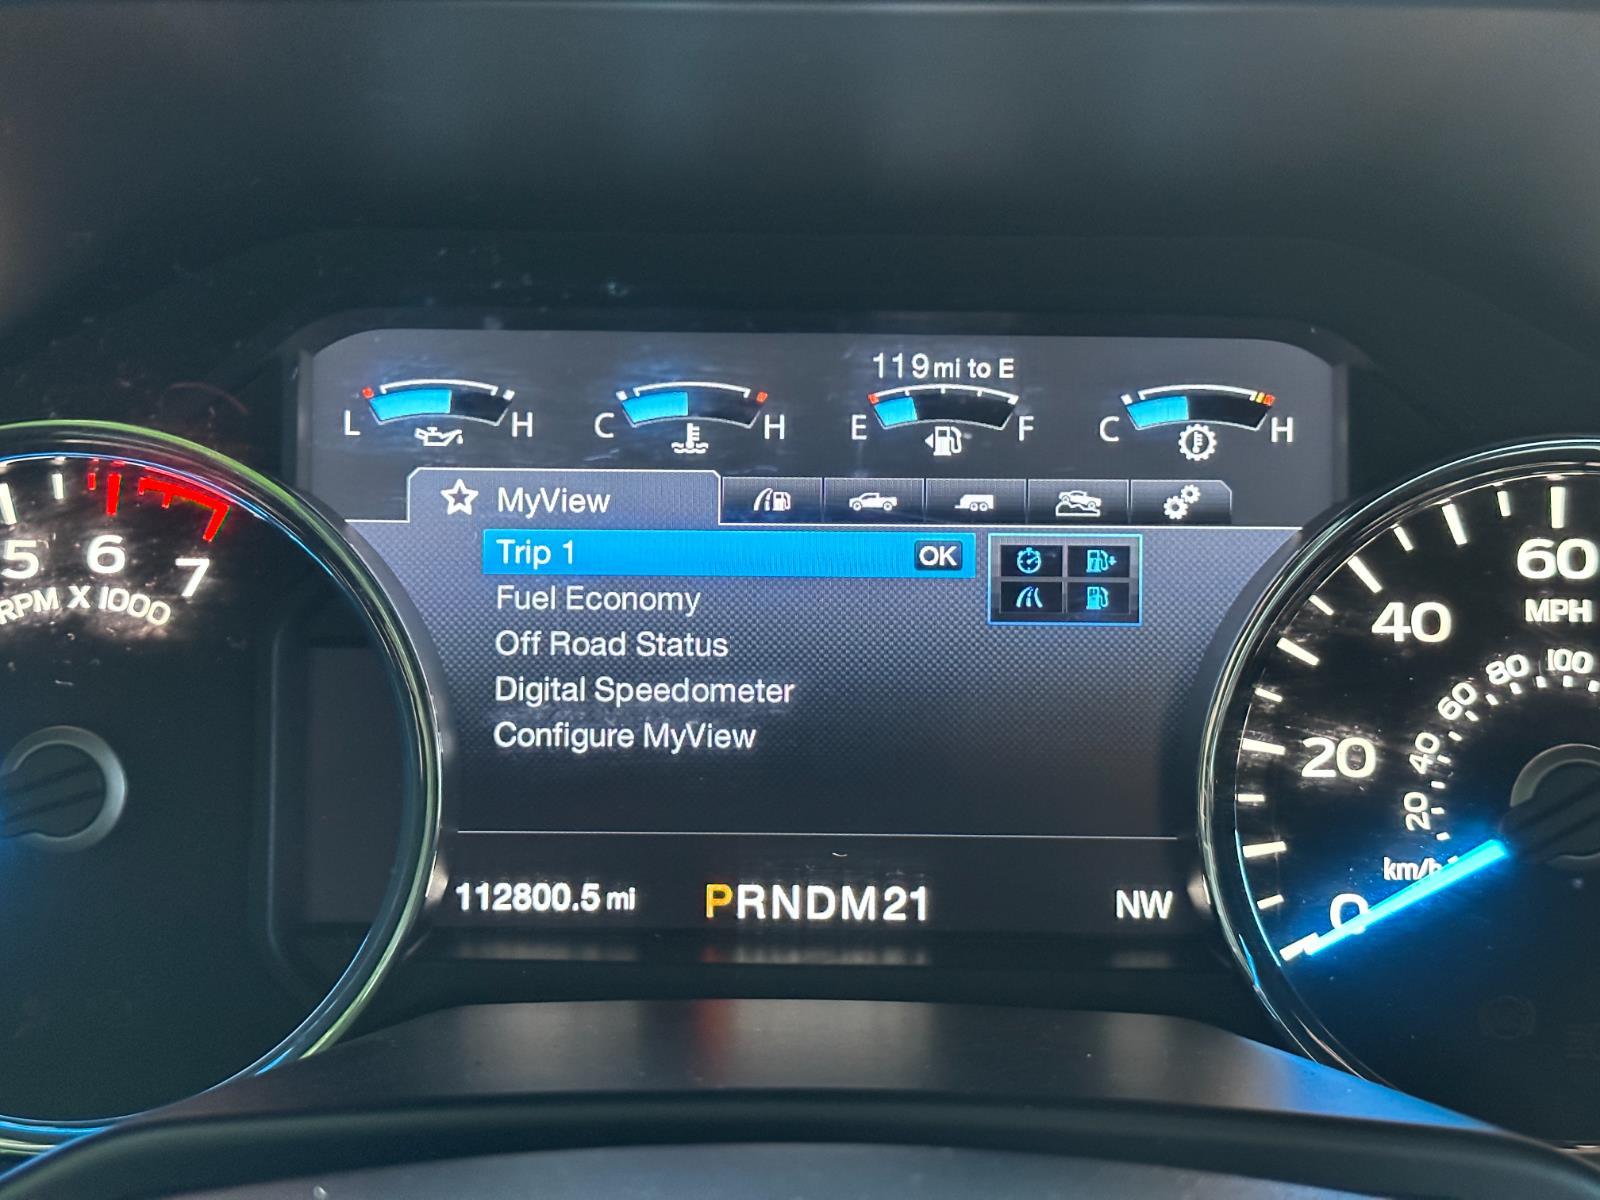 119 mi to E
L H C H E F C H
MyView
Trip 1 OK
Fuel Economy
Off Road Status
Digital Speedometer
Configure MyView
112800.5 mi PRNDM21 NW
5 6 7
RPM X 1000
0 20 40 60
MPH
20 40 60 80 100
km/h